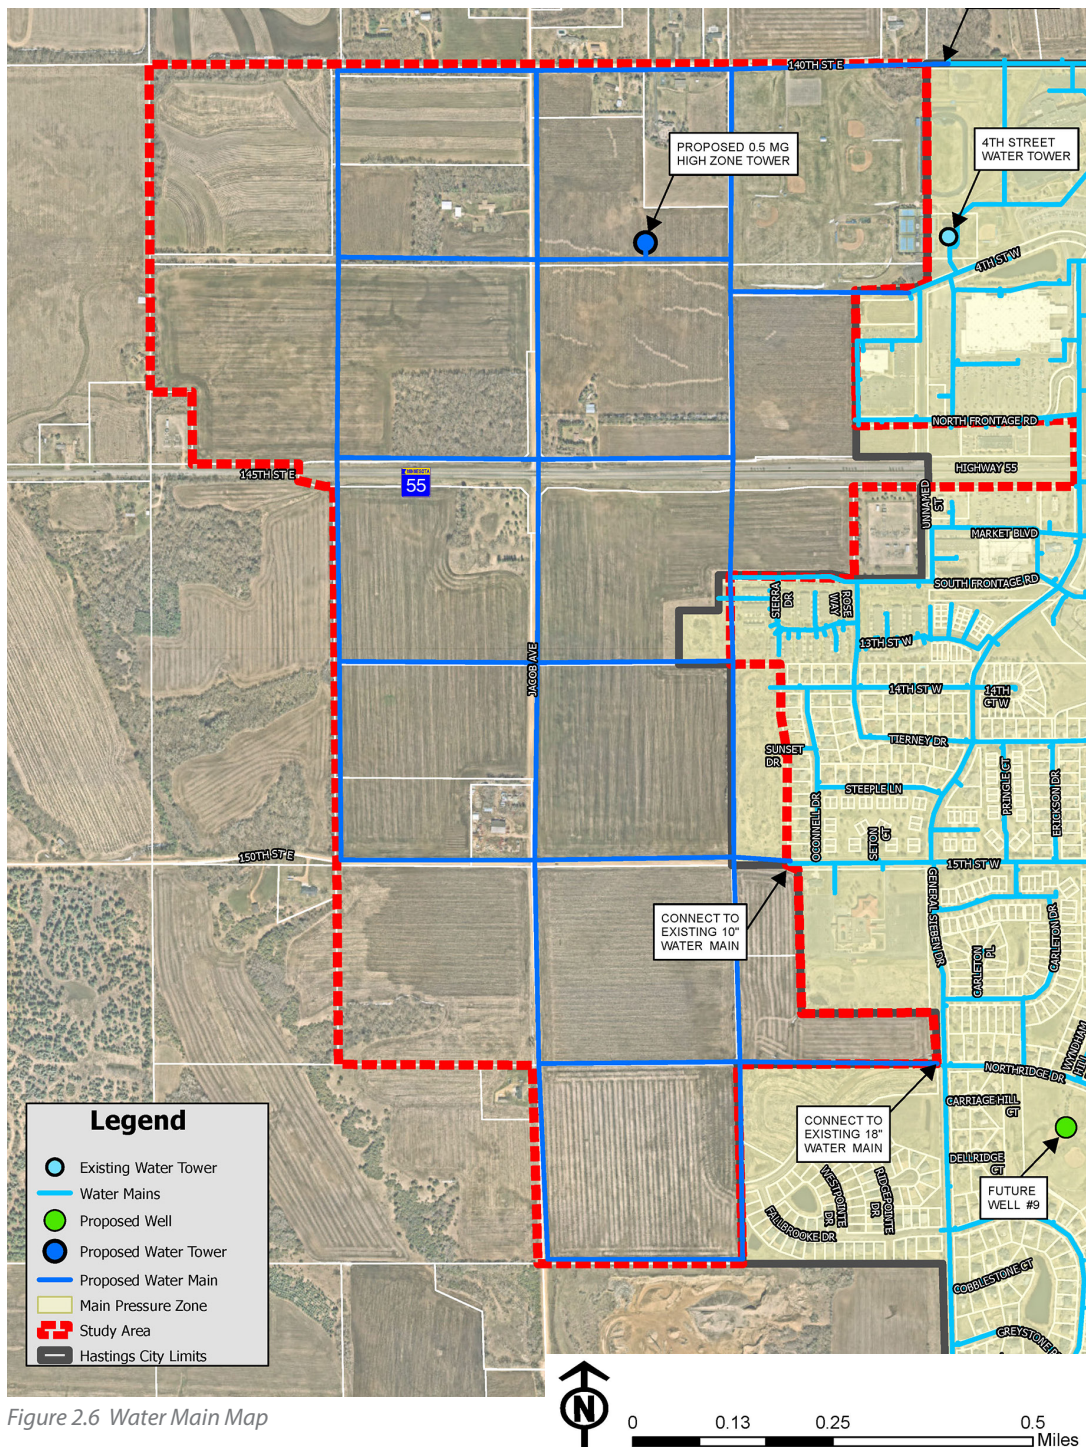 140TH ST E
PROPOSED 0.5 MG
HIGH ZONE TOWER
4TH STREET
WATER TOWER
4TH ST W
NORTH FRONTAGE RD
HIGHWAY 55
145TH ST E
MINNESOTA
55
UNNAMED
ST
MARKET BLVD
SOUTH FRONTAGE RD
SIERRA
DR
ROSE
WAY
13TH ST W
JACOB AVE
14TH ST W
14TH
CT W
TIERNEY DR
SUNSET
DR
STEEPLE LN
PRINGLE CT
ERICKSON DR
OCONNELL DR
SETON
CT
150TH ST E
15TH ST W
CONNECT TO
EXISTING 10"
WATER MAIN
GENERAL SIEBEN DR
CARLETON
PL
CARLETON DR
WYNDHAM
HILL
NORTHRIDGE DR
CARRIAGE HILL
CT
CONNECT TO
EXISTING 18"
WATER MAIN
DELLRIDGE
CT
WESTPOINTE
DR
RIDGEPOINTE
DR
FALLBROOKE DR
FUTURE
WELL #9
COBBLESTONE CT
GREYSTONE
Legend
Existing Water Tower
Water Mains
Proposed Well
Proposed Water Tower
Proposed Water Main
Main Pressure Zone
Study Area
Hastings City Limits
Figure 2.6 Water Main Map
N
0 0.13 0.25 0.5
Miles